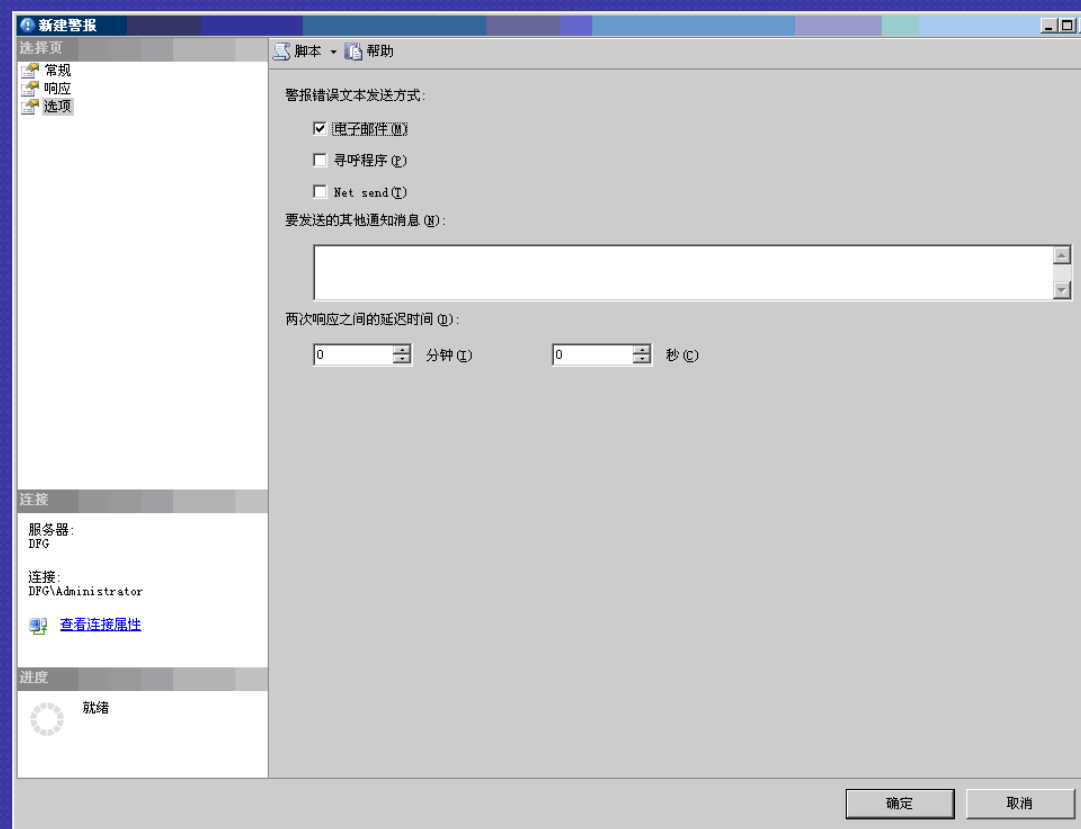 新建警报
选择页
常规
响应
选项
脚本 帮助
警报错误文本发送方式:
电子邮件(M)
寻呼程序(P)
Net send(T)
要发送的其他通知消息(N):
两次响应之间的延迟时间(D):
0 分钟(I) 0 秒(C)
连接
服务器:
DFG
连接:
DFG\Administrator
查看连接属性
进度
就绪
确定 取消